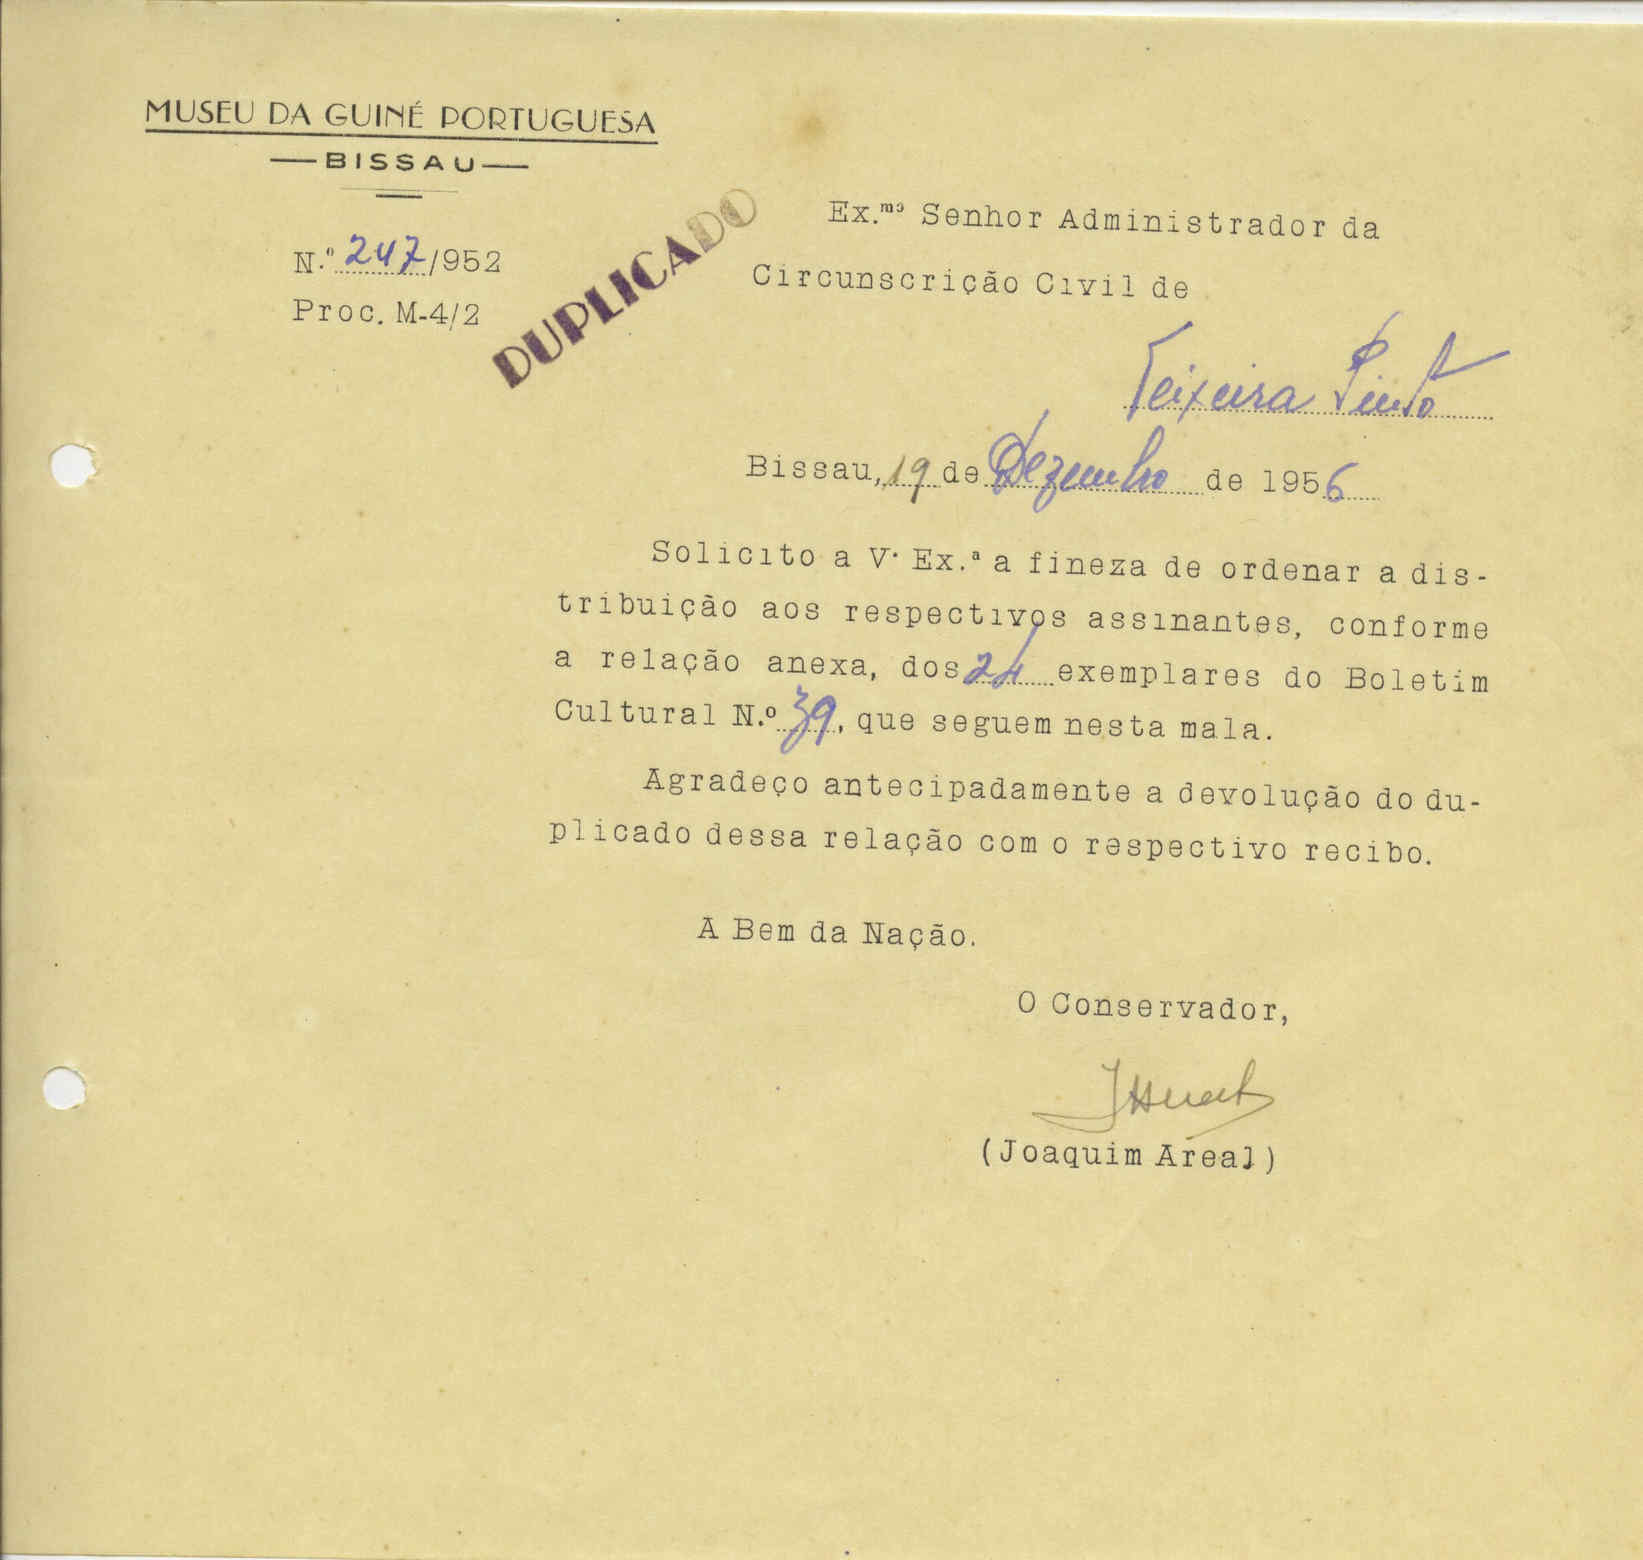 MUSEU DA GUINÉ PORTUGUESA
BISSAU
N.º 247/952
Proc. M-4/2
DUPLICADO
Ex.mo Senhor Administrador da
Circunscrição Civil de
Teixeira Pinto
Bissau, 19 de Dezembro de 1956
Solicito a V. Ex.ª a fineza de ordenar a dis-
tribuição aos respectivos assinantes, conforme
a relação anexa, dos 24 exemplares do Boletim
Cultural N.º 39, que seguem nesta mala.
Agradeço antecipadamente a devolução do du-
plicado dessa relação com o respectivo recibo.
A Bem da Nação.
O Conservador,
(Joaquim Areal)